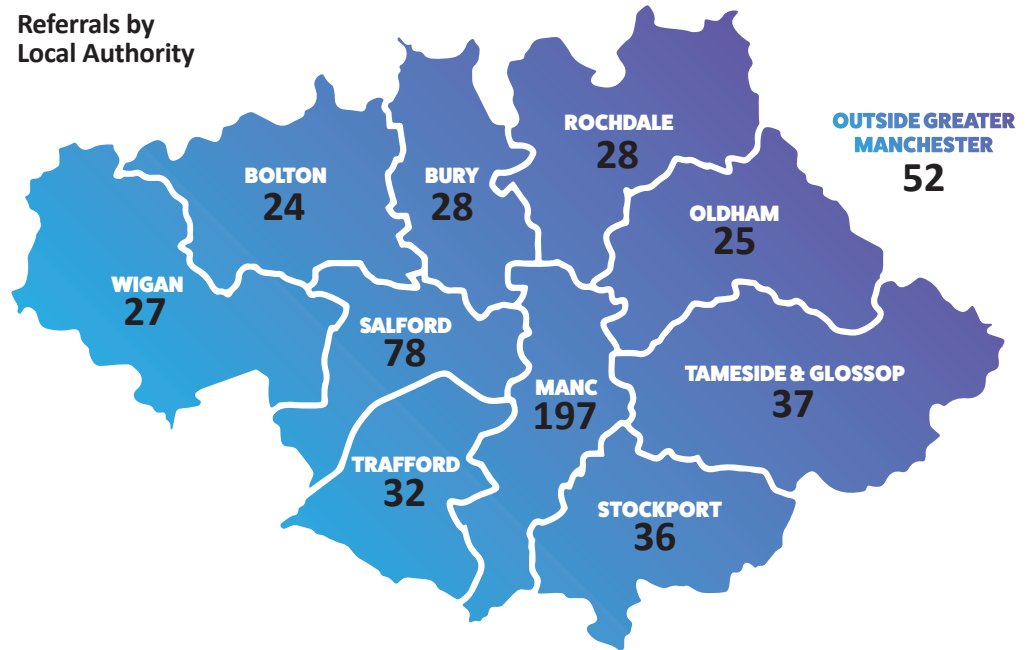 Referrals by
Local Authority
ROCHDALE
28
OUTSIDE GREATER
MANCHESTER
52
BOLTON
24
BURY
28
OLDHAM
25
WIGAN
27
SALFORD
78
MANC
197
TAMESIDE & GLOSSOP
37
TRAFFORD
32
STOCKPORT
36